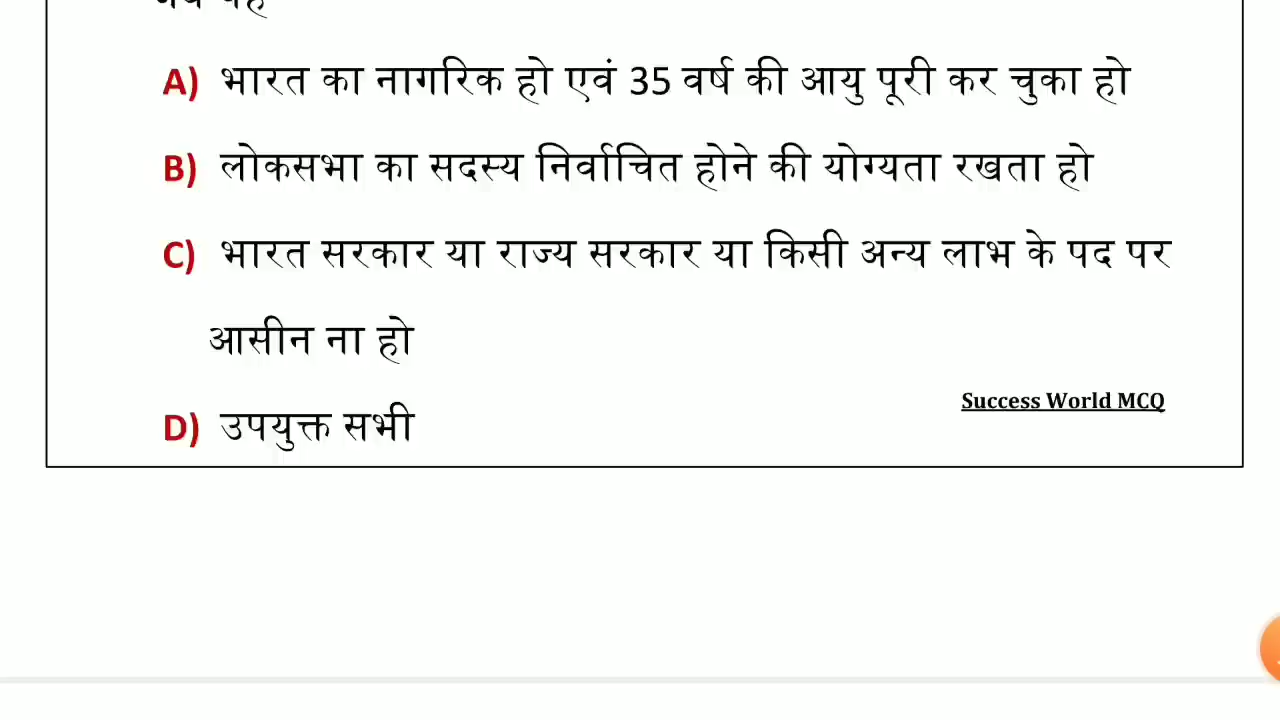 A) भारत का नागरिक हो एवं 35 वर्ष की आयु पूरी कर चुका हो
B) लोकसभा का सदस्य निर्वाचित होने की योग्यता रखता हो
C) भारत सरकार या राज्य सरकार या किसी अन्य लाभ के पद पर
आसीन ना हो
Success World MCQ
D) उपयुक्त सभी